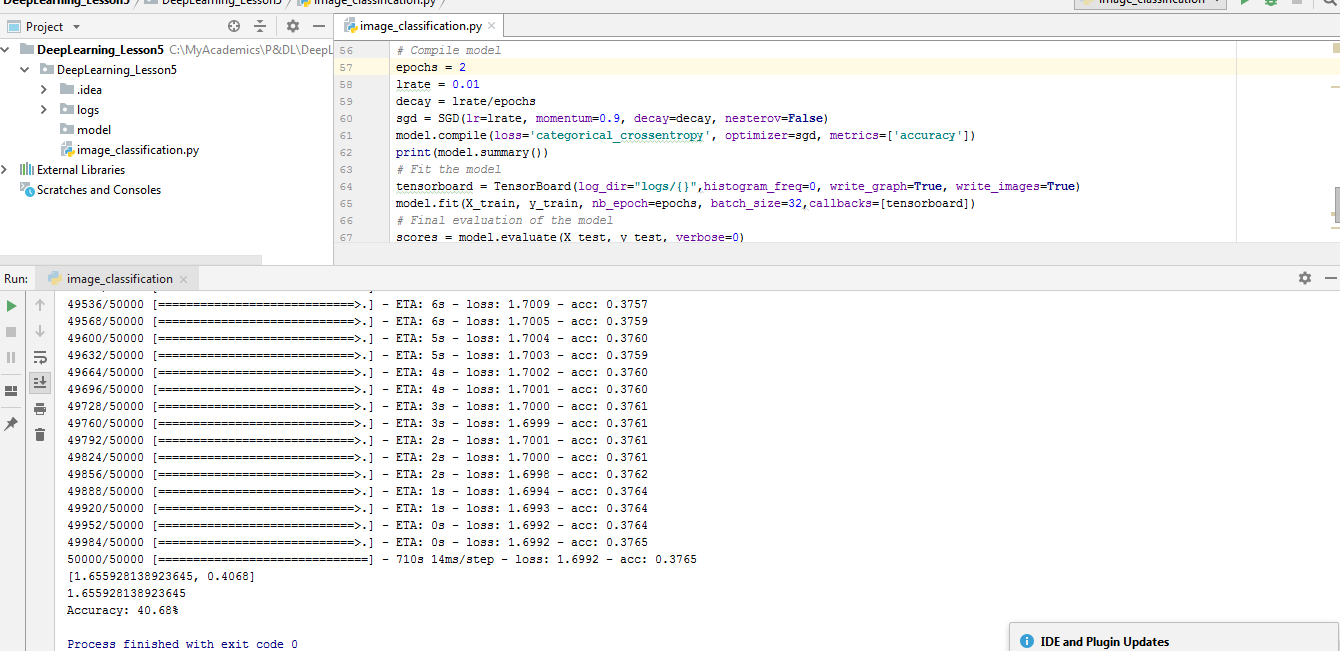 DeepLearning_Lesson5 DeepLearning_Lesson5 image_classification.py image_classification
Project image_classification.py
DeepLearning_Lesson5 C:\MyAcademics\P&DL\DeepL
DeepLearning_Lesson5
.idea
logs
model
image_classification.py
External Libraries
Scratches and Consoles
56 # Compile model
57 epochs = 2
58 lrate = 0.01
59 decay = lrate/epochs
60 sgd = SGD(lr=lrate, momentum=0.9, decay=decay, nesterov=False)
61 model.compile(loss='categorical_crossentropy', optimizer=sgd, metrics=['accuracy'])
62 print(model.summary())
63 # Fit the model
64 tensorboard = TensorBoard(log_dir="logs/{}",histogram_freq=0, write_graph=True, write_images=True)
65 model.fit(X_train, y_train, nb_epoch=epochs, batch_size=32,callbacks=[tensorboard])
66 # Final evaluation of the model
67 scores = model.evaluate(X_test, y_test, verbose=0)
Run: image_classification
49536/50000 [============================>.] - ETA: 6s - loss: 1.7009 - acc: 0.3757
49568/50000 [============================>.] - ETA: 6s - loss: 1.7005 - acc: 0.3759
49600/50000 [============================>.] - ETA: 5s - loss: 1.7004 - acc: 0.3760
49632/50000 [============================>.] - ETA: 5s - loss: 1.7003 - acc: 0.3759
49664/50000 [============================>.] - ETA: 4s - loss: 1.7002 - acc: 0.3760
49696/50000 [============================>.] - ETA: 4s - loss: 1.7001 - acc: 0.3760
49728/50000 [============================>.] - ETA: 3s - loss: 1.7000 - acc: 0.3761
49760/50000 [============================>.] - ETA: 3s - loss: 1.6999 - acc: 0.3761
49792/50000 [============================>.] - ETA: 2s - loss: 1.7001 - acc: 0.3761
49824/50000 [============================>.] - ETA: 2s - loss: 1.7000 - acc: 0.3761
49856/50000 [============================>.] - ETA: 2s - loss: 1.6998 - acc: 0.3762
49888/50000 [============================>.] - ETA: 1s - loss: 1.6994 - acc: 0.3764
49920/50000 [============================>.] - ETA: 1s - loss: 1.6993 - acc: 0.3764
49952/50000 [============================>.] - ETA: 0s - loss: 1.6992 - acc: 0.3764
49984/50000 [============================>.] - ETA: 0s - loss: 1.6992 - acc: 0.3765
50000/50000 [==============================] - 710s 14ms/step - loss: 1.6992 - acc: 0.3765
[1.655928138923645, 0.4068]
1.655928138923645
Accuracy: 40.68%
Process finished with exit code 0
IDE and Plugin Updates